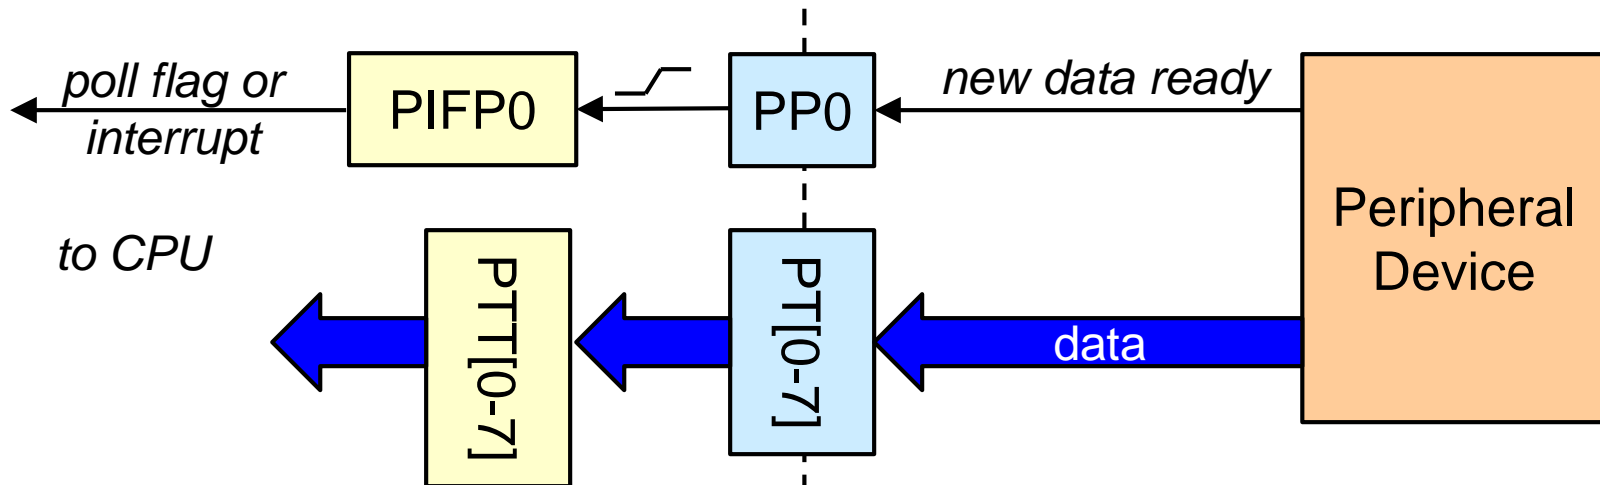 poll flag or
interrupt
PIFP0
PP0
new data ready
Peripheral
Device
to CPU
PTT[0-7]
PT[0-7]
data